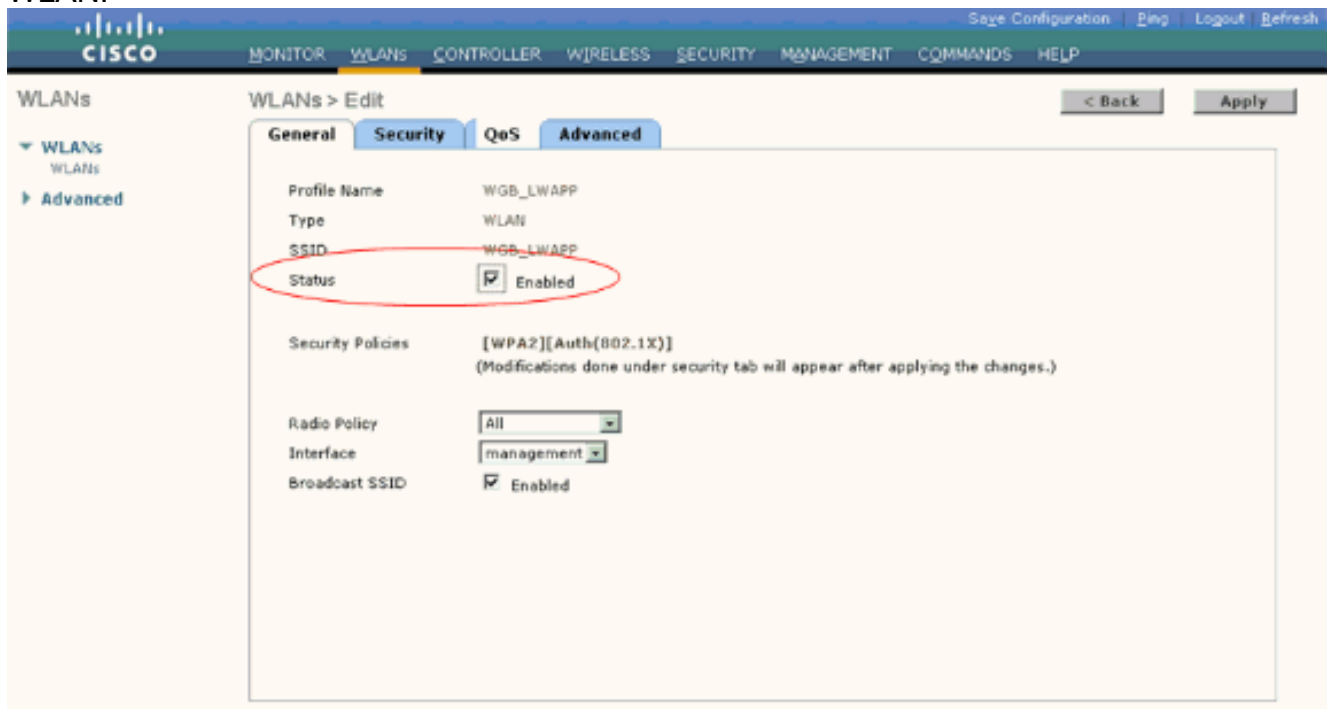 WLAN.
Save Configuration Ping Logout Refresh
CISCO
MONITOR WLANs CONTROLLER WIRELESS SECURITY MANAGEMENT COMMANDS HELP
WLANs
WLANs > Edit
< Back Apply
General Security QoS Advanced
WLANs
WLANs
Advanced
Profile Name WGB_LWAPP
Type WLAN
SSID WGB_LWAPP
Status Enabled
Security Policies [WPA2][Auth(802.1X)]
(Modifications done under security tab will appear after applying the changes.)
Radio Policy All
Interface management
Broadcast SSID Enabled